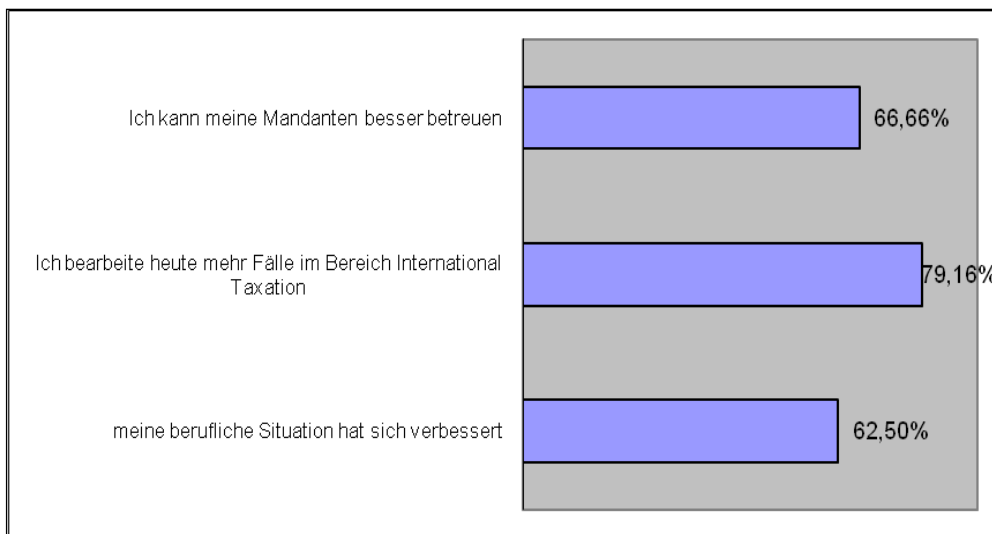 Ich kann meine Mandanten besser betreuen
66,66%
Ich bearbeite heute mehr Fälle im Bereich International
Taxation
79,16%
meine berufliche Situation hat sich verbessert
62,50%